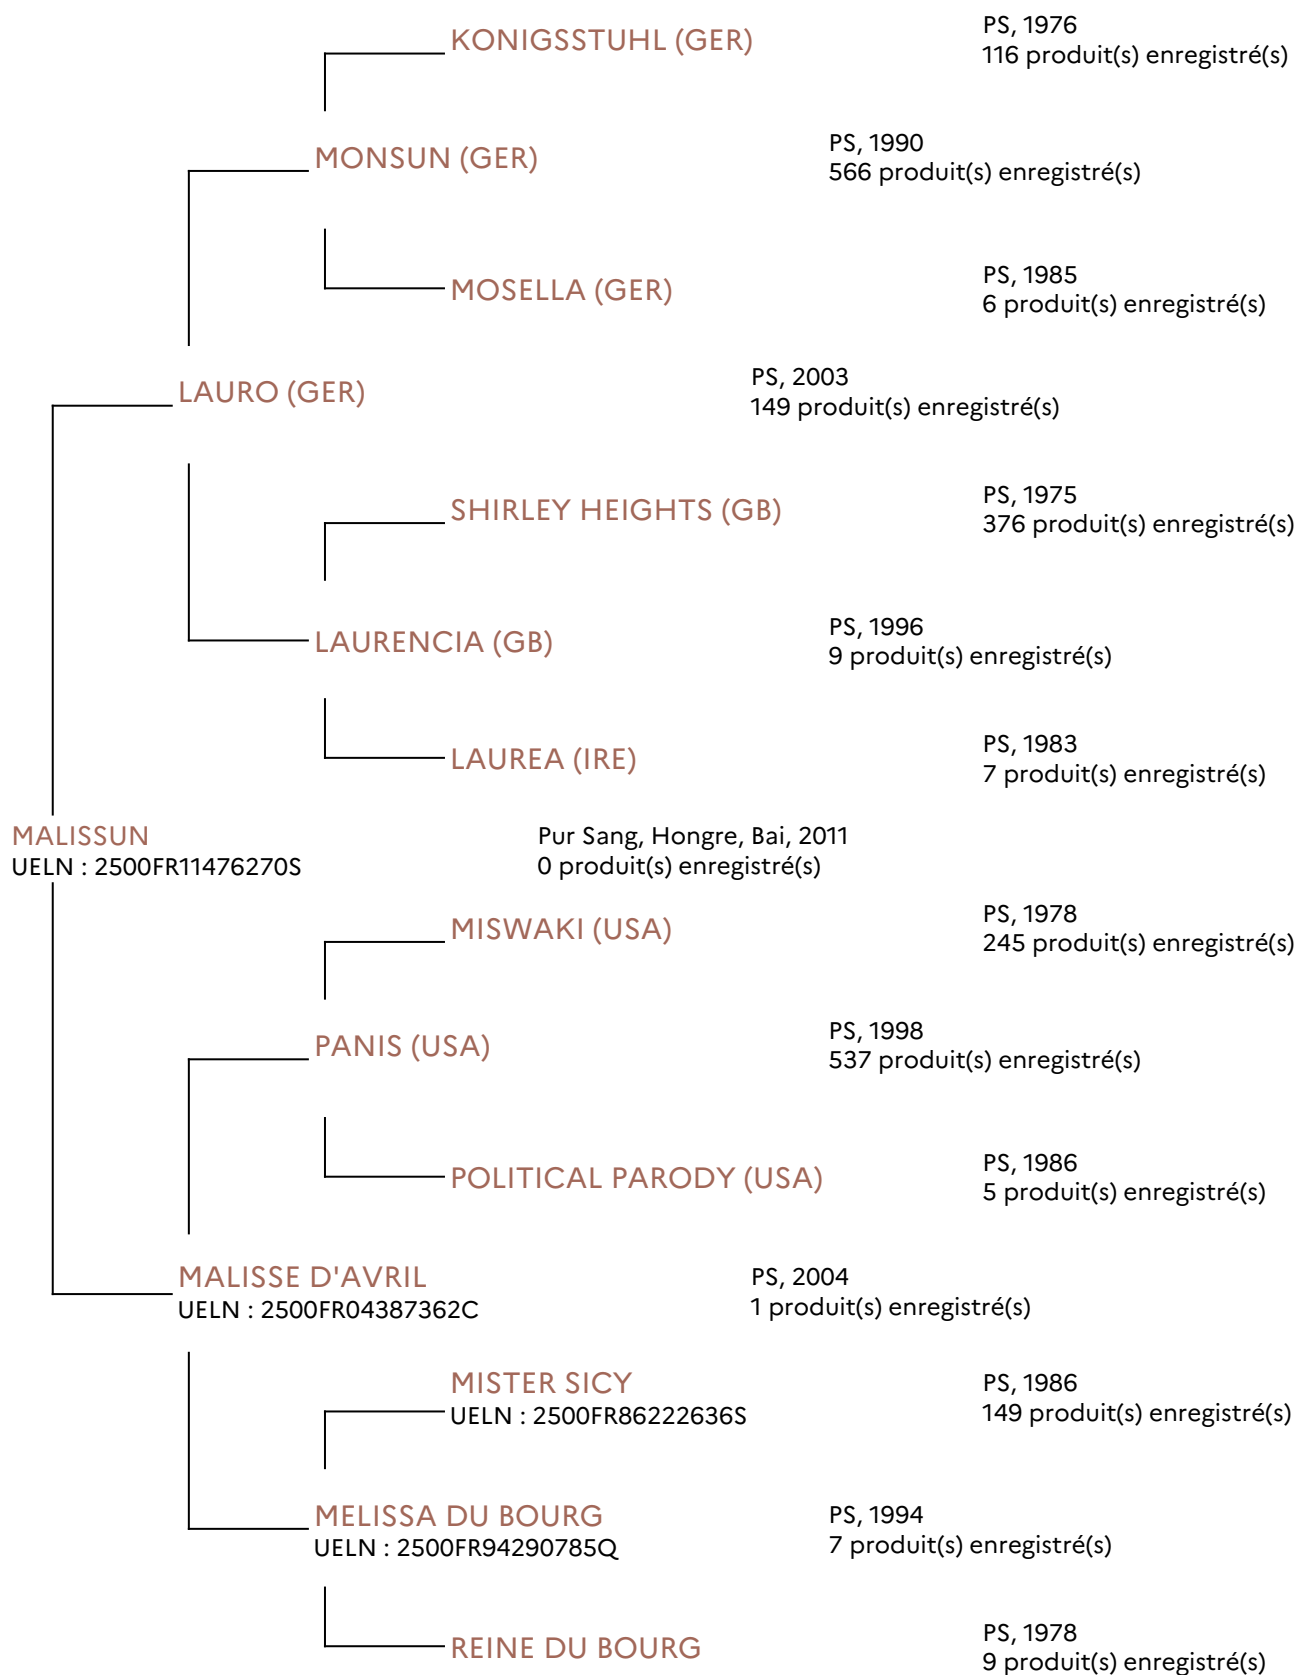 KONIGSSTUHL (GER)
PS, 1976
116 produit(s) enregistré(s)
MONSUN (GER)
PS, 1990
566 produit(s) enregistré(s)
MOSELLA (GER)
PS, 1985
6 produit(s) enregistré(s)
LAURO (GER)
PS, 2003
149 produit(s) enregistré(s)
SHIRLEY HEIGHTS (GB)
PS, 1975
376 produit(s) enregistré(s)
LAURENCIA (GB)
PS, 1996
9 produit(s) enregistré(s)
LAUREA (IRE)
PS, 1983
7 produit(s) enregistré(s)
MALISSUN
UELN : 2500FR11476270S
Pur Sang, Hongre, Bai, 2011
0 produit(s) enregistré(s)
MISWAKI (USA)
PS, 1978
245 produit(s) enregistré(s)
PANIS (USA)
PS, 1998
537 produit(s) enregistré(s)
POLITICAL PARODY (USA)
PS, 1986
5 produit(s) enregistré(s)
MALISSE D'AVRIL
UELN : 2500FR04387362C
PS, 2004
1 produit(s) enregistré(s)
MISTER SICY
UELN : 2500FR86222636S
PS, 1986
149 produit(s) enregistré(s)
MELISSA DU BOURG
UELN : 2500FR94290785Q
PS, 1994
7 produit(s) enregistré(s)
REINE DU BOURG
PS, 1978
9 produit(s) enregistré(s)